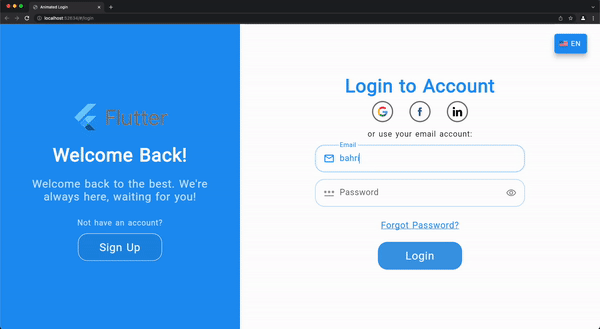 Animated Login
localhost:53934/#/login
EN
Flutter
Welcome Back!
Welcome back to the best. We're
always here, waiting for you!
Not have an account?
Sign Up
Login to Account
G f in
or use your email account:
Email
bahri
Password
Forgot Password?
Login